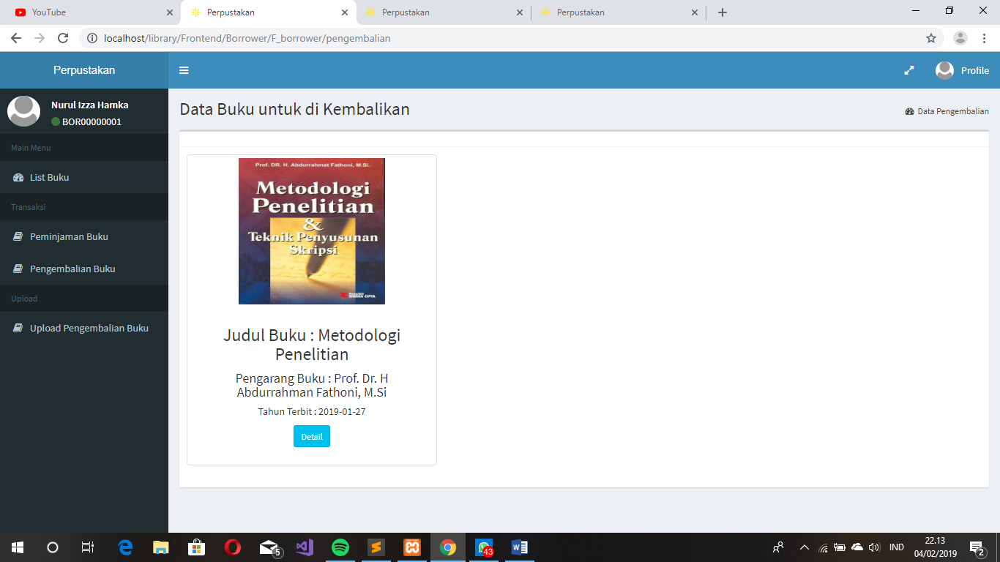 YouTube
Perpustakan
Perpustakan
Perpustakan
localhost/library/Frontend/Borrower/F_borrower/pengembalian
Perpustakan
Profile
Nurul Izza Hamka
BOR00000001
Main Menu
List Buku
Transaksi
Peminjaman Buku
Pengembalian Buku
Upload
Upload Pengembalian Buku
Data Buku untuk di Kembalikan
Data Pengembalian
Prof. DR. H. Abdurrahmat Fathoni, M.Si.
Metodologi
Penelitian
&
Teknik Penyusunan
Skripsi
RINEKA CIPTA
Judul Buku : Metodologi
Penelitian
Pengarang Buku : Prof. Dr. H
Abdurrahman Fathoni, M.Si
Tahun Terbit : 2019-01-27
Detail
5
43
IND
22.13
04/02/2019
2